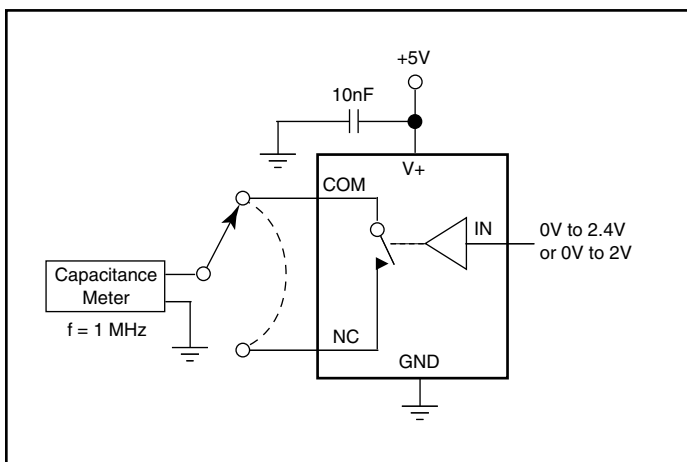 +5V
10nF
V+
COM
IN
0V to 2.4V
or 0V to 2V
Capacitance
Meter
f = 1 MHz
NC
GND